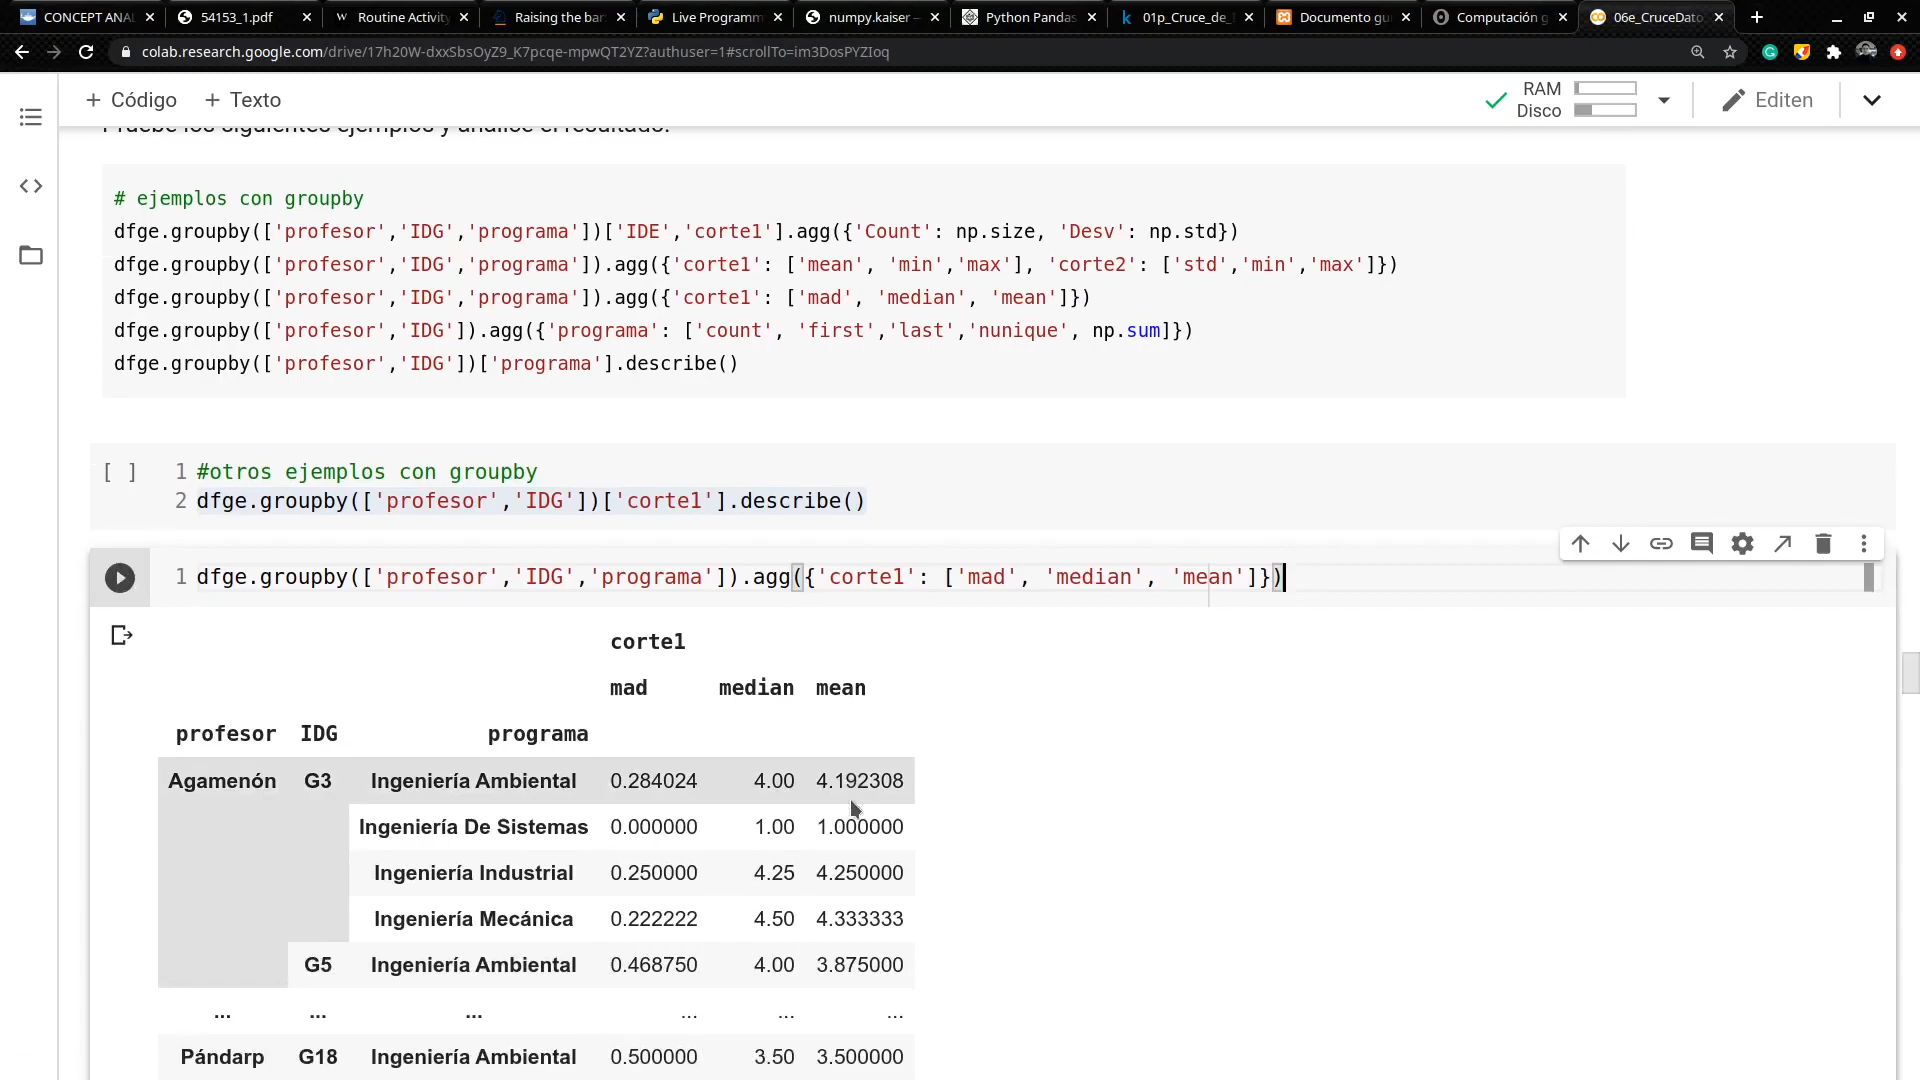 CONCEPT ANAL
54153_1.pdf
Routine Activity
Raising the bar
Live Programm
numpy.kaiser –
Python Pandas
01p_Cruce_de_
Documento gu
Computación g
06e_CruceDato
colab.research.google.com/drive/17h20W-dxxSbsOyZ9_K7pcqe-mpwQT2YZ?authuser=1#scrollTo=im3DosPYZIoq
+ Código + Texto
RAM
Disco
Editen
Pruebe los siguientes ejemplos y analice el resultado.
# ejemplos con groupby
dfge.groupby(['profesor','IDG','programa'])['IDE','corte1'].agg({'Count': np.size, 'Desv': np.std})
dfge.groupby(['profesor','IDG','programa']).agg({'corte1': ['mean', 'min','max'], 'corte2': ['std','min','max']})
dfge.groupby(['profesor','IDG','programa']).agg({'corte1': ['mad', 'median', 'mean']})
dfge.groupby(['profesor','IDG']).agg({'programa': ['count', 'first','last','nunique', np.sum]})
dfge.groupby(['profesor','IDG'])['programa'].describe()
[ ] 1 #otros ejemplos con groupby
2 dfge.groupby(['profesor','IDG'])['corte1'].describe()
1 dfge.groupby(['profesor','IDG','programa']).agg({'corte1': ['mad', 'median', 'mean']})
corte1
mad median mean
profesor IDG programa
Agamenón G3 Ingeniería Ambiental 0.284024 4.00 4.192308
Ingeniería De Sistemas 0.000000 1.00 1.000000
Ingeniería Industrial 0.250000 4.25 4.250000
Ingeniería Mecánica 0.222222 4.50 4.333333
G5 Ingeniería Ambiental 0.468750 4.00 3.875000
... ... ... ... ... ...
Pándarp G18 Ingeniería Ambiental 0.500000 3.50 3.500000